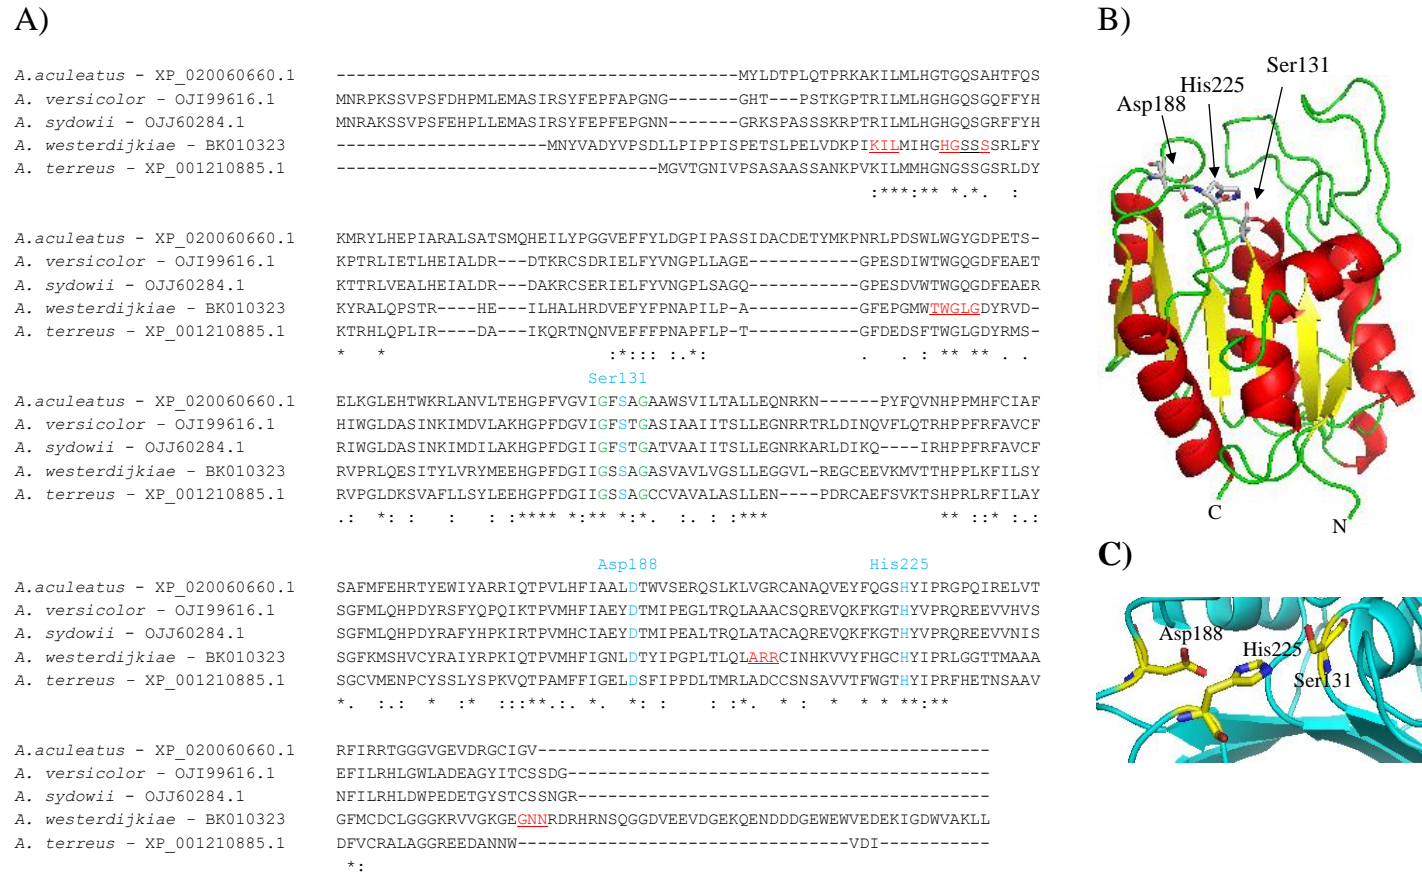 A)
B)
A.aculeatus – XP_020060660.1 ----------------------------------------MYLDTPLQTPRKAKILMLHGTGQSAHTFQS
A. versicolor – OJI99616.1 MNRPKSSVPSFDHPMLEMASIRSYFEPFAPGNG-------GHT---PSTKGPTRILMLHGHGQSGQFFYH
A. sydowii – OJJ60284.1 MNRAKSSVPSFEHPLLEMASIRSYFEEPEGNN-------GRKSPASSSKRPTRILMLHGHGQSGRFFYH
A. westerdijkiae – BK010323 ---------------------NNYVADYVPSDLLPIPPISPETSLPELVDKPIKILMIHGHGSSSSRLFY
A. terreus – XP_001210885.1 --------------------------------MGVTGNIVPSASAASSANKPVKILMMHGNGSSGSRLDY
:***:** *.*.  :
A.aculeatus – XP_020060660.1 KMRYLHEPIARALSATSMQHEILYPGGVEFFYLDGPIPASSIDACDETYMKPNRLPDSWLWGYGDPETS-
A. versicolor – OJI99616.1 KPTRLIETLHEIALDR---DTKRCSDRIELFYVNGPLLAGE-----------GPESDIWTWGQGDFEAET
A. sydowii – OJJ60284.1 KTTRLVEALHEIALDR---DAKRCSERIELFYVNGPLSAGQ-----------GPESDVWTWGQGDFEAER
A. westerdijkiae – BK010323 KYRALQPSTR---HE---ILHALHRDVEFYFPNAPILP-A-----------GFEPGMWTWGLGDYRVD-
A. terreus – XP_001210885.1 KTRHLQPLIR----DA---IKQRTNQNVEFFFPNAPFLP-T-----------GFDEDSFTWGLGDYRMS-
*   *                      :*::: :.*:                .   . : ** ** . .
Ser131
A.aculeatus – XP_020060660.1 ELKGLEHTWKRLANVLTEHGPFVGVIGFSAGAAWSVILTALLEQNRKN------PYFQVNHPPMHFCIAF
A. versicolor – OJI99616.1 HIWGLDASINKIMDVLAKHGPFDGVIGFSTGASIAAIITSLLEGNRRTRLDINQVFLQTRHPPFRFAVCF
A. sydowii – OJJ60284.1 RIWGLDASINKIMDILAKHGPFDGIIGFSTGATVAAIITSLLEGNRKARLDIKQ---IRHPPFRFAVCF
A. westerdijkiae – BK010323 RVPRLQESITYLVRYMEEHGPFDGIIGSSAGASVAVLVGSLLEGGVL-REGCEEVKMVTTHPPLKFILSY
A. terreus – XP_001210885.1 RVPGLDKSVAFLLSYLEEHGPFDGIIGSSAGCCVAVALASLLEN----PDRCAEFSVKTSHPRLRFILAY
.:  *: :   :   : :**** *:** *:*.   :. : :***                 ** ::* :.:
Asp188 His225
A.aculeatus – XP_020060660.1 SAFMFEHRTYEWIYARRIQTPVLHFIAALDTWVSERQSLKLVGRCANAQVEYFQGSHYIPRGPQIRELVT
A. versicolor – OJI99616.1 SGFMLQHPDYRSFYQPQIKTPVMHFIAEYDTMIPEGLTRQLAAACSQREVQKFKGTHYVPRQREEVVHVS
A. sydowii – OJJ60284.1 SGFMLQHPDYRAFYHPKIRTPVMHCIAEYDTMIPEALTRQLATACAQREVQKFKGTHYVPRQREEVVNIS
A. westerdijkiae – BK010323 SGFKMSHVCYRAIYRPKIQTPVMHFIGNLDTYIPGPLTLQLARRCINHKVVYFHGCHYIPRLGGTTMAAA
A. terreus – XP_001210885.1 SGCVMENPCYSSLYSPKVQTPAMFFIGELDSFIPPDLTMRLADCCSNSAVVTFWGTHYIPRFHETNSAAV
*.  :.:  *   :*  : :::**.:. *.  *: :    :.*.  * :   *  * * **:**
A.aculeatus – XP_020060660.1 RFIRRTGGGVGEVDRGCIGV---------------------------------------------
A. versicolor – OJI99616.1 EFILRHLGWLADEAGYITCSSDG------------------------------------------
A. sydowii – OJJ60284.1 NFILRHLDWPEDETGYSTCSSNGR-----------------------------------------
A. westerdijkiae – BK010323 GFMCDCLGGGKRVVGKGEGNNRDRHRNSQGGDVEEVDGEKQENDDDGEWEWVEDEKIGDWVAKLL
A. terreus – XP_001210885.1 DFVCRALAGGREEDANNW---------------------------------VDI-----------
*:
Asp188
His225
Ser131
C
N
C)
Asp188
His225
Ser131